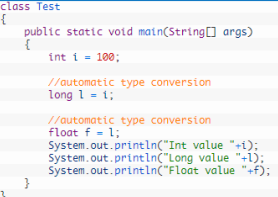 class Test
{
    public static void main(String[] args)
    {
        int i = 100;
        //automatic type conversion
        long l = i;
        //automatic type conversion
        float f = l;
        System.out.println("Int value "+i);
        System.out.println("Long value "+l);
        System.out.println("Float value "+f);
    }
}